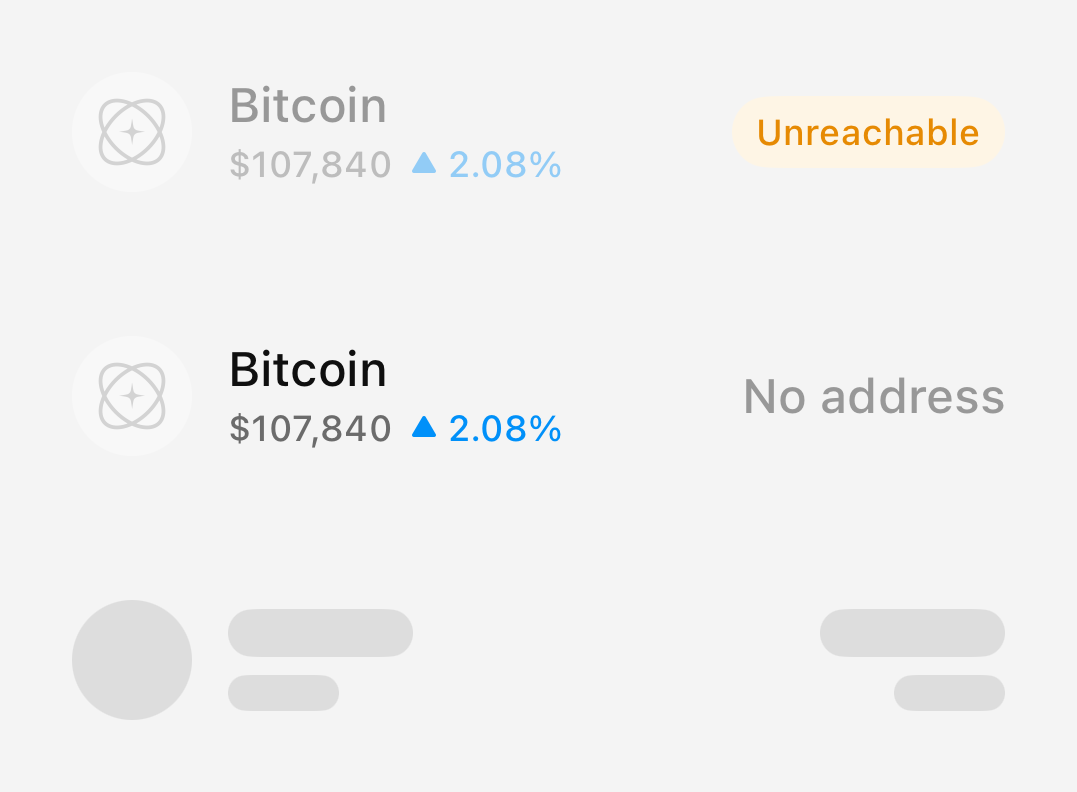 Bitcoin
$107,840 ▲ 2.08%
Unreachable
Bitcoin
$107,840 ▲ 2.08%
No address